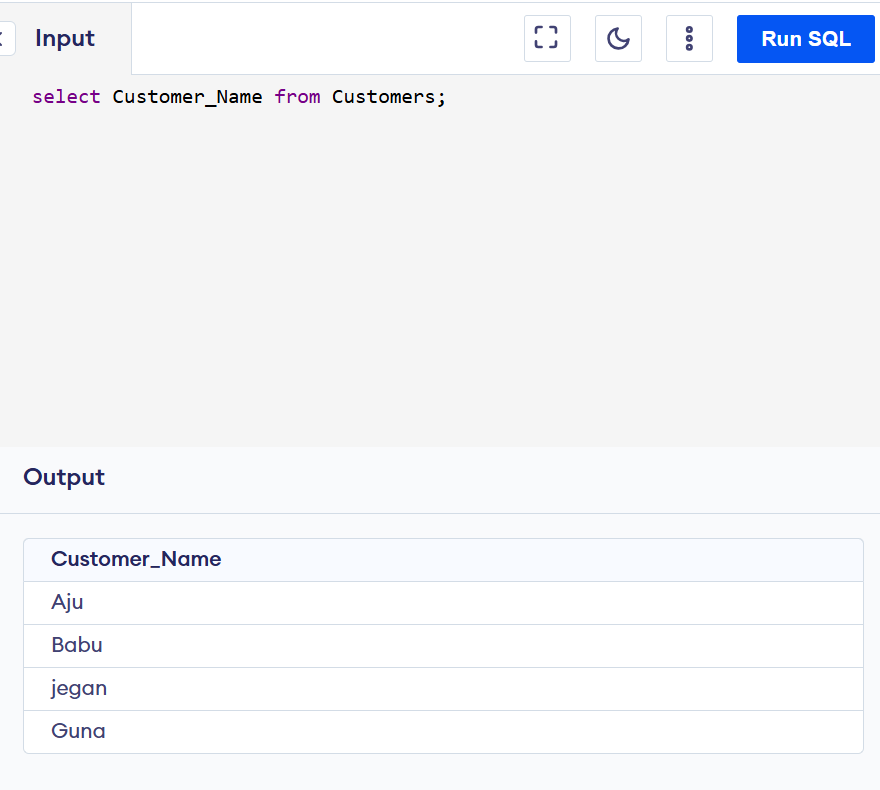 Input
Run SQL
select Customer_Name from Customers;
Output
Customer_Name
Aju
Babu
jegan
Guna